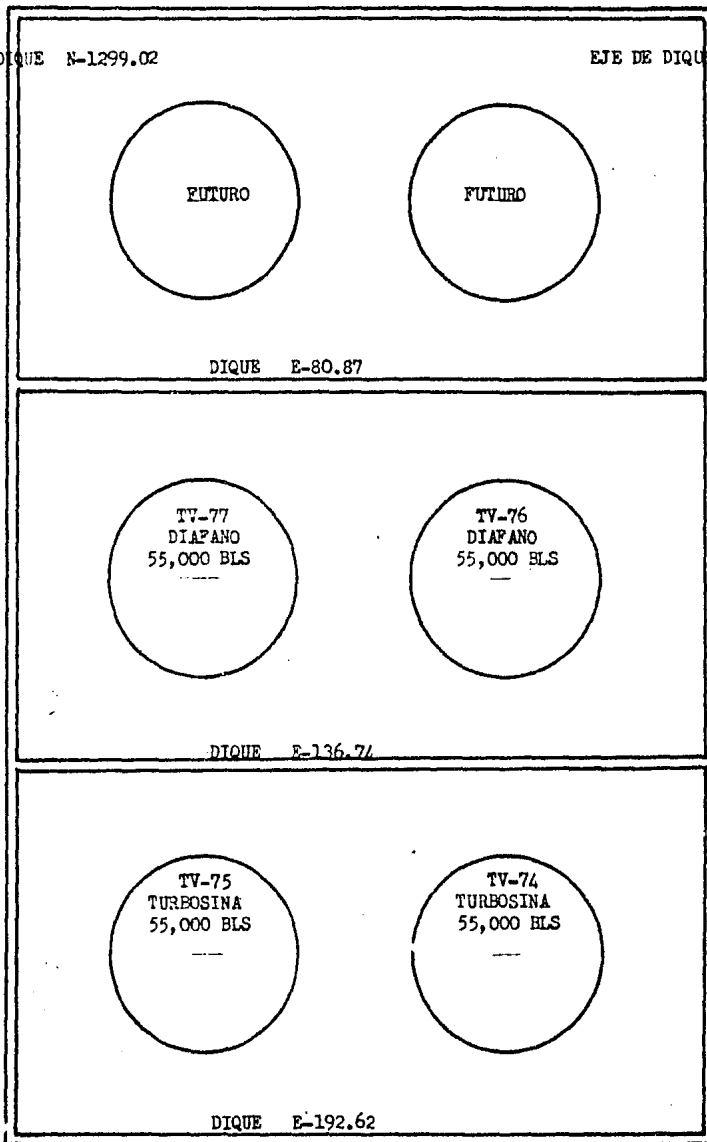 DIQUE N-1299.02
EJE DE DIQU
FUTURO
FUTURO
DIQUE E-80.87
TV-77
DIAFANO
55,000 BLS
TV-76
DIAFANO
55,000 BLS
DIQUE E-136.74
TV-75
TURBOSINA
55,000 BLS
TV-74
TURBOSINA
55,000 BLS
DIQUE E-192.62